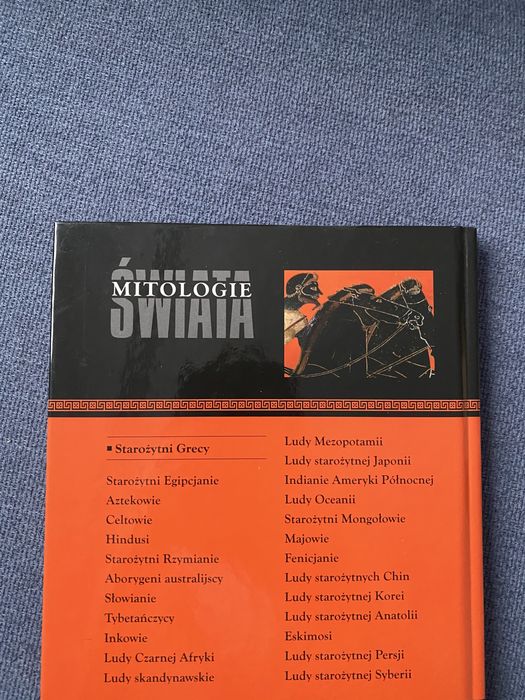 MITOLOGIE
ŚWIATA
▪ Starożytni Grecy
Starożytni Egipcjanie
Aztekowie
Celtowie
Hindusi
Starożytni Rzymianie
Aborygeni australijscy
Słowianie
Tybetańczycy
Inkowie
Ludy Czarnej Afryki
Ludy skandynawskie
Ludy Mezopotamii
Ludy starożytnej Japonii
Indianie Ameryki Północnej
Ludy Oceanii
Starożytni Mongołowie
Majowie
Fenicjanie
Ludy starożytnych Chin
Ludy starożytnej Korei
Ludy starożytnej Anatolii
Eskimosi
Ludy starożytnej Persji
Ludy starożytnej Syberii